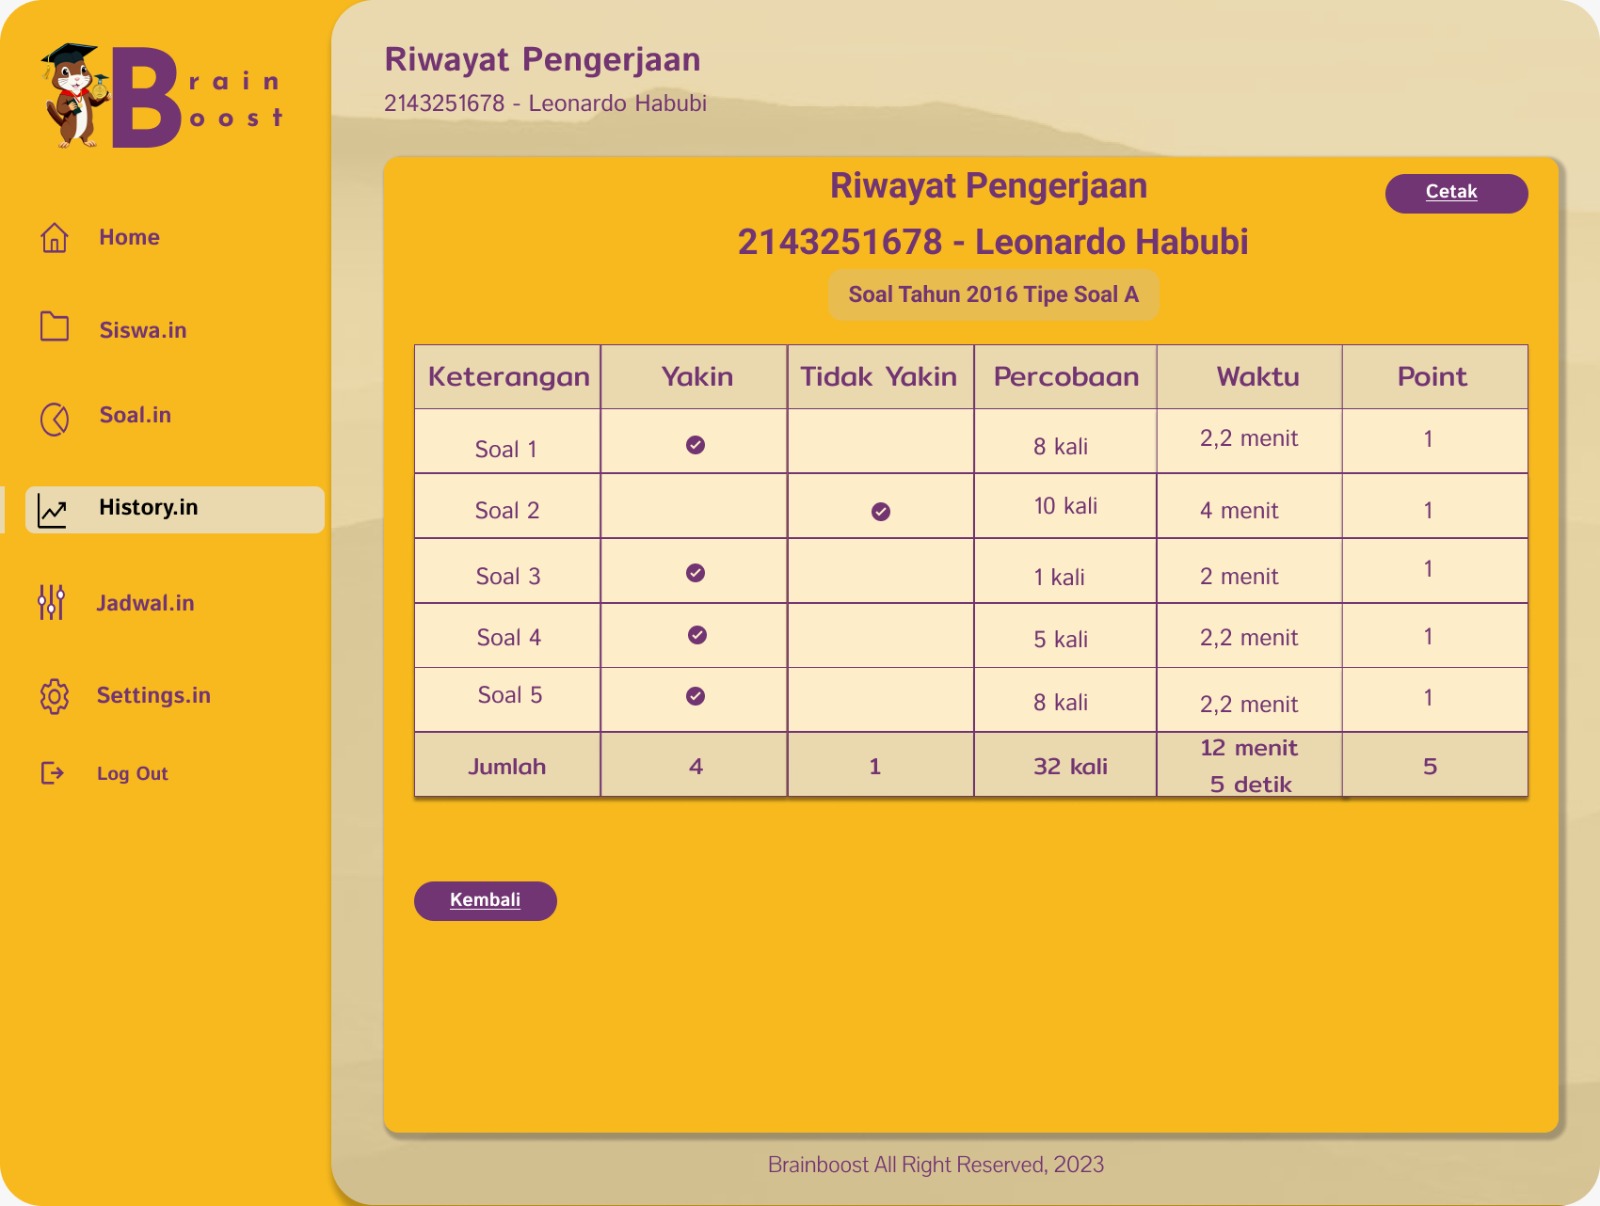 Brain
Boost
Home
Siswa.in
Soal.in
History.in
Jadwal.in
Settings.in
Log Out
Riwayat Pengerjaan
2143251678 - Leonardo Habubi
Riwayat Pengerjaan
Cetak
2143251678 - Leonardo Habubi
Soal Tahun 2016 Tipe Soal A
Keterangan Yakin Tidak Yakin Percobaan Waktu Point
Soal 1 8 kali 2,2 menit 1
Soal 2 10 kali 4 menit 1
Soal 3 1 kali 2 menit 1
Soal 4 5 kali 2,2 menit 1
Soal 5 8 kali 2,2 menit 1
Jumlah 4 1 32 kali 12 menit 5 detik 5
Kembali
Brainboost All Right Reserved, 2023